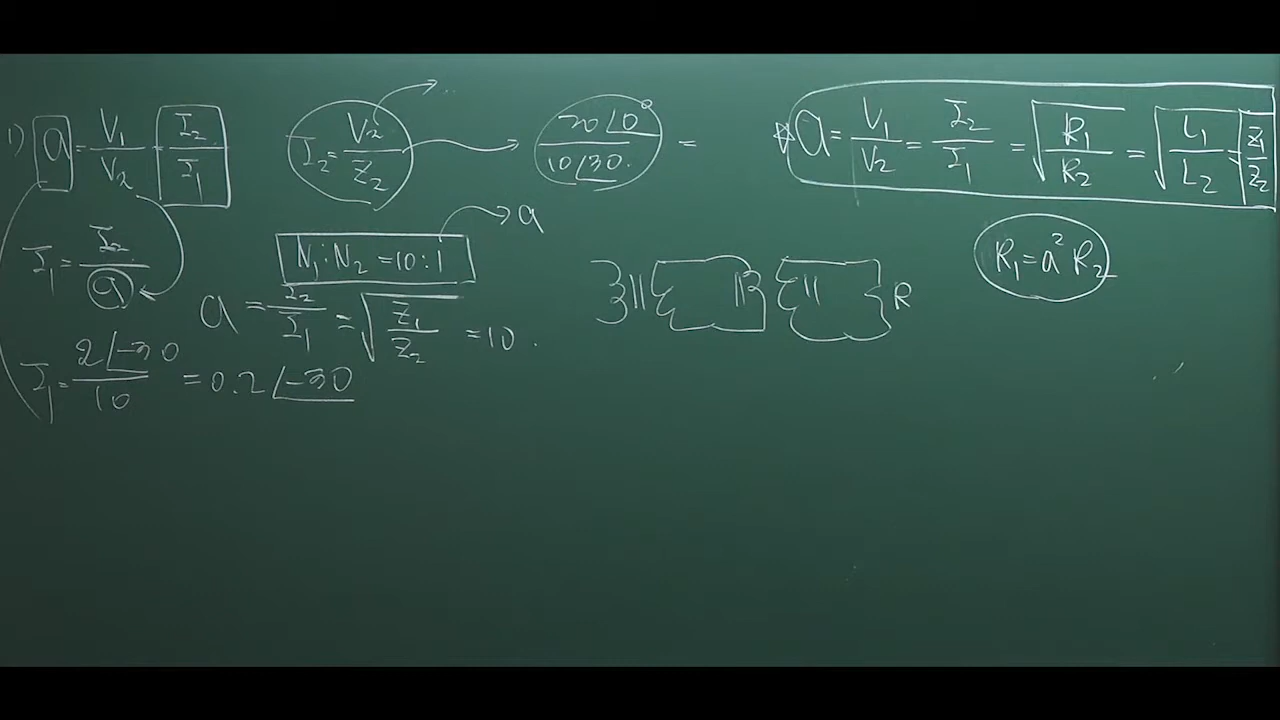 1) a = V₁/V₂ = I₂/I₁
I₂ = V₂/Z₂
20∠0°/10∠30° =
☆ a = V₁/V₂ = I₂/I₁ = √(R₁/R₂) = √(L₁/L₂) = √(Z₁/Z₂)
I₁ = I₂/a
N₁:N₂ = 10:1 → a
R₁ = a² R₂
a = I₂/I₁ = √(Z₁/Z₂) = 10
R
I₁ = 2∠-30/10 = 0.2∠-30